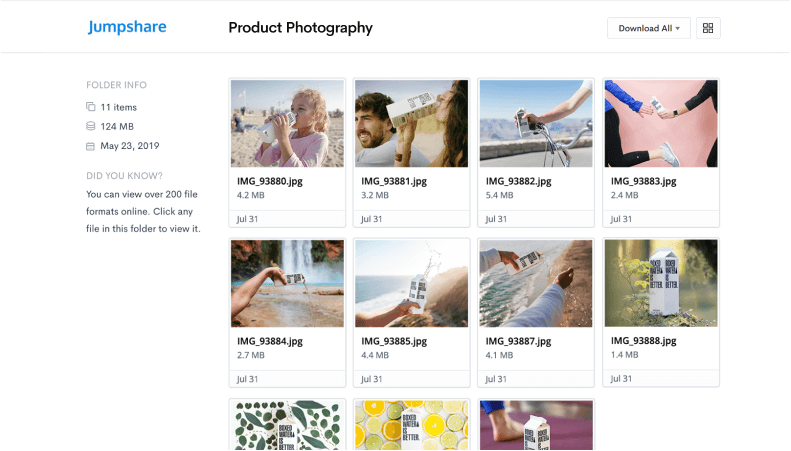 Jumpshare
Product Photography
Download All
FOLDER INFO
11 items
124 MB
May 23, 2019
DID YOU KNOW?
You can view over 200 file
formats online. Click any
file in this folder to view it.
IMG_93880.jpg
4.2 MB
Jul 31
IMG_93881.jpg
3.2 MB
Jul 31
IMG_93882.jpg
5.4 MB
Jul 31
IMG_93883.jpg
2.4 MB
Jul 31
IMG_93884.jpg
2.7 MB
Jul 31
IMG_93885.jpg
4.4 MB
Jul 31
IMG_93887.jpg
4.1 MB
Jul 31
BOXED
WATER
IS
BETTER.
IMG_93888.jpg
1.4 MB
Jul 31
BOXED
WATER
IS
BETTER.
BOXED
WATER
IS
BETTER.
BOXED
WATER
IS
BETTER.